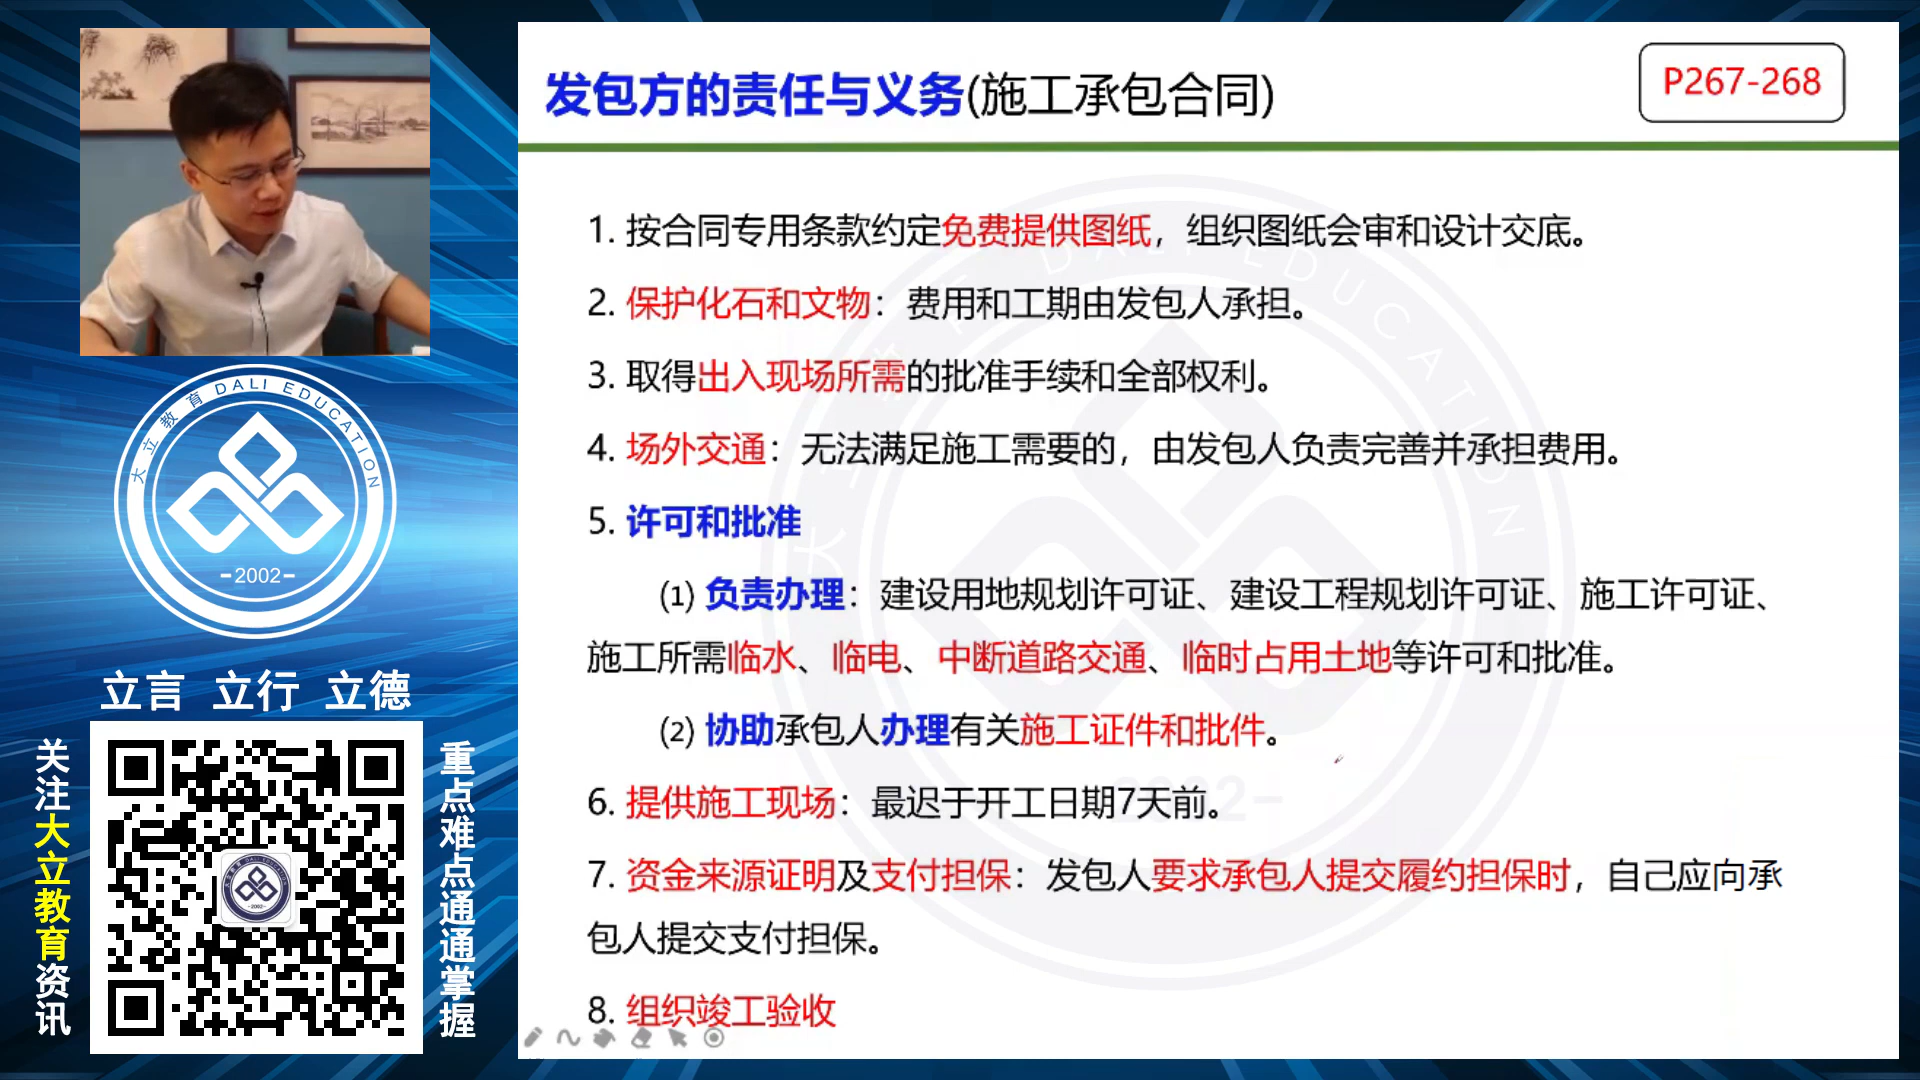 发包方的责任与义务(施工承包合同)
P267-268
1. 按合同专用条款约定免费提供图纸，组织图纸会审和设计交底。
2. 保护化石和文物：费用和工期由发包人承担。
3. 取得出入现场所需的批准手续和全部权利。
4. 场外交通：无法满足施工需要的，由发包人负责完善并承担费用。
5. 许可和批准
(1) 负责办理：建设用地规划许可证、建设工程规划许可证、施工许可证、
施工所需临水、临电、中断道路交通、临时占用土地等许可和批准。
(2) 协助承包人办理有关施工证件和批件。
6. 提供施工现场：最迟于开工日期7天前。
7. 资金来源证明及支付担保：发包人要求承包人提交履约担保时，自己应向承
包人提交支付担保。
8. 组织竣工验收
大立教育 DALI EDUCATION
-2002-
立言 立行 立德
关注大立教育资讯
重点难点通通掌握